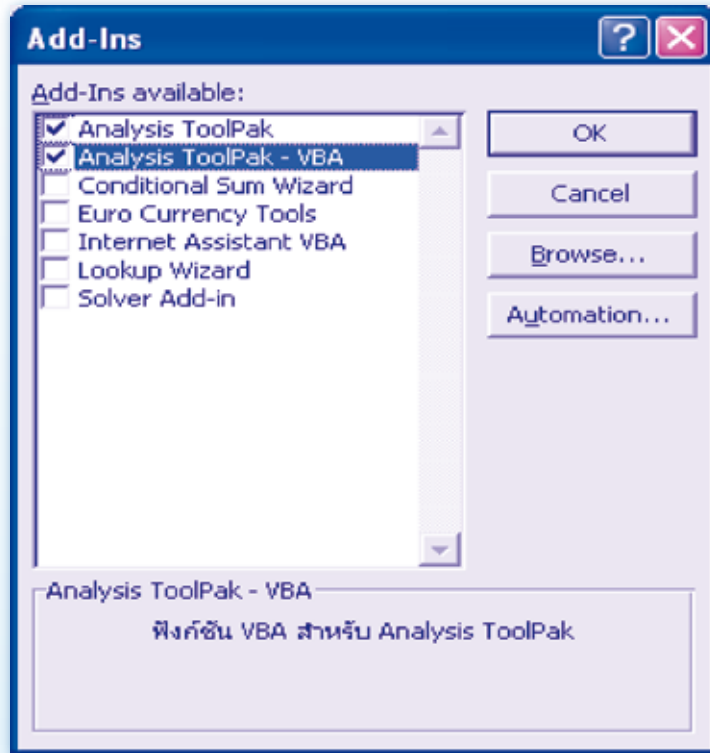 Add-Ins
Add-Ins available:
Analysis ToolPak
Analysis ToolPak - VBA
Conditional Sum Wizard
Euro Currency Tools
Internet Assistant VBA
Lookup Wizard
Solver Add-in
OK
Cancel
Browse...
Automation...
Analysis ToolPak - VBA
ฟังก์ชัน VBA สำหรับ Analysis ToolPak